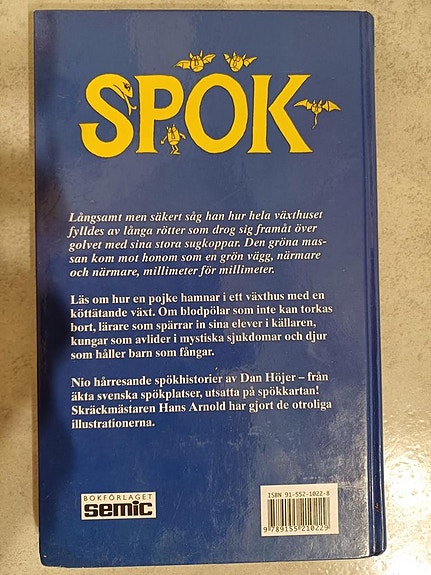 SPÖK
Långsamt men säkert såg han hur hela växthuset
fylldes av långa rötter som drog sig framåt över
golvet med sina stora sugkoppar. Den gröna mas-
san kom mot honom som en grön vägg, närmare
och närmare, millimeter för millimeter.
Läs om hur en pojke hamnar i ett växthus med en
köttätande växt. Om blodpölar som inte kan torkas
bort, lärare som spärrar in sina elever i källaren,
kungar som avlider i mystiska sjukdomar och djur
som håller barn som fångar.
Nio hårresande spökhistorier av Dan Höjer – från
äkta svenska spökplatser, utsatta på spökkartan!
Skräckmästaren Hans Arnold har gjort de otroliga
illustrationerna.
BOKFÖRLAGET
semic
ISBN 91-552-1022-8
9 789155 210229